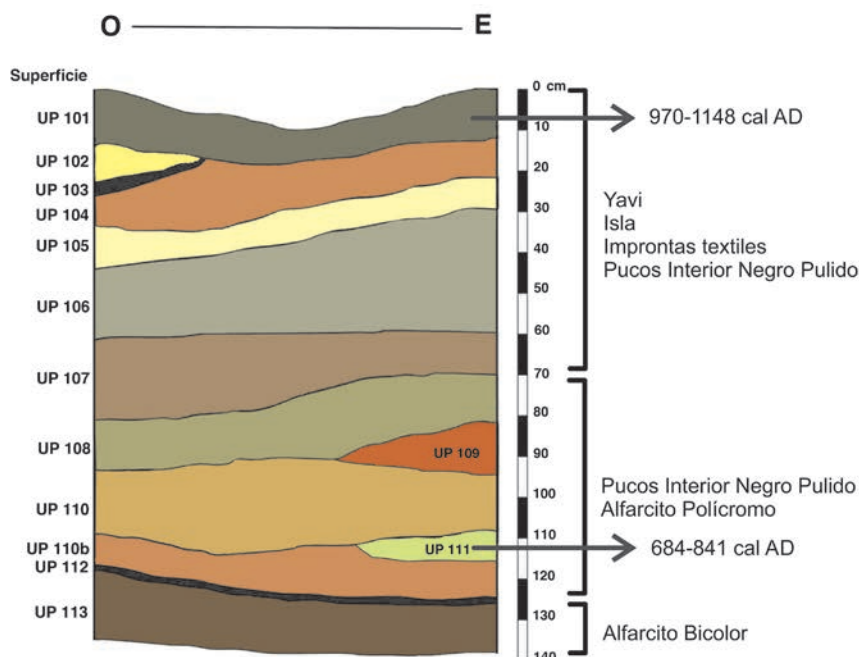 O E
Superficie
UP 101
UP 102
UP 103
UP 104
UP 105
UP 106
UP 107
UP 108
UP 109
UP 110
UP 110b
UP 111
UP 112
UP 113
0 cm
10
20
30
40
50
60
70
80
90
100
110
120
130
140
970-1148 cal AD
Yavi
Isla
Improntas textiles
Pucos Interior Negro Pulido
Pucos Interior Negro Pulido
Alfarcito Polícromo
684-841 cal AD
Alfarcito Bicolor